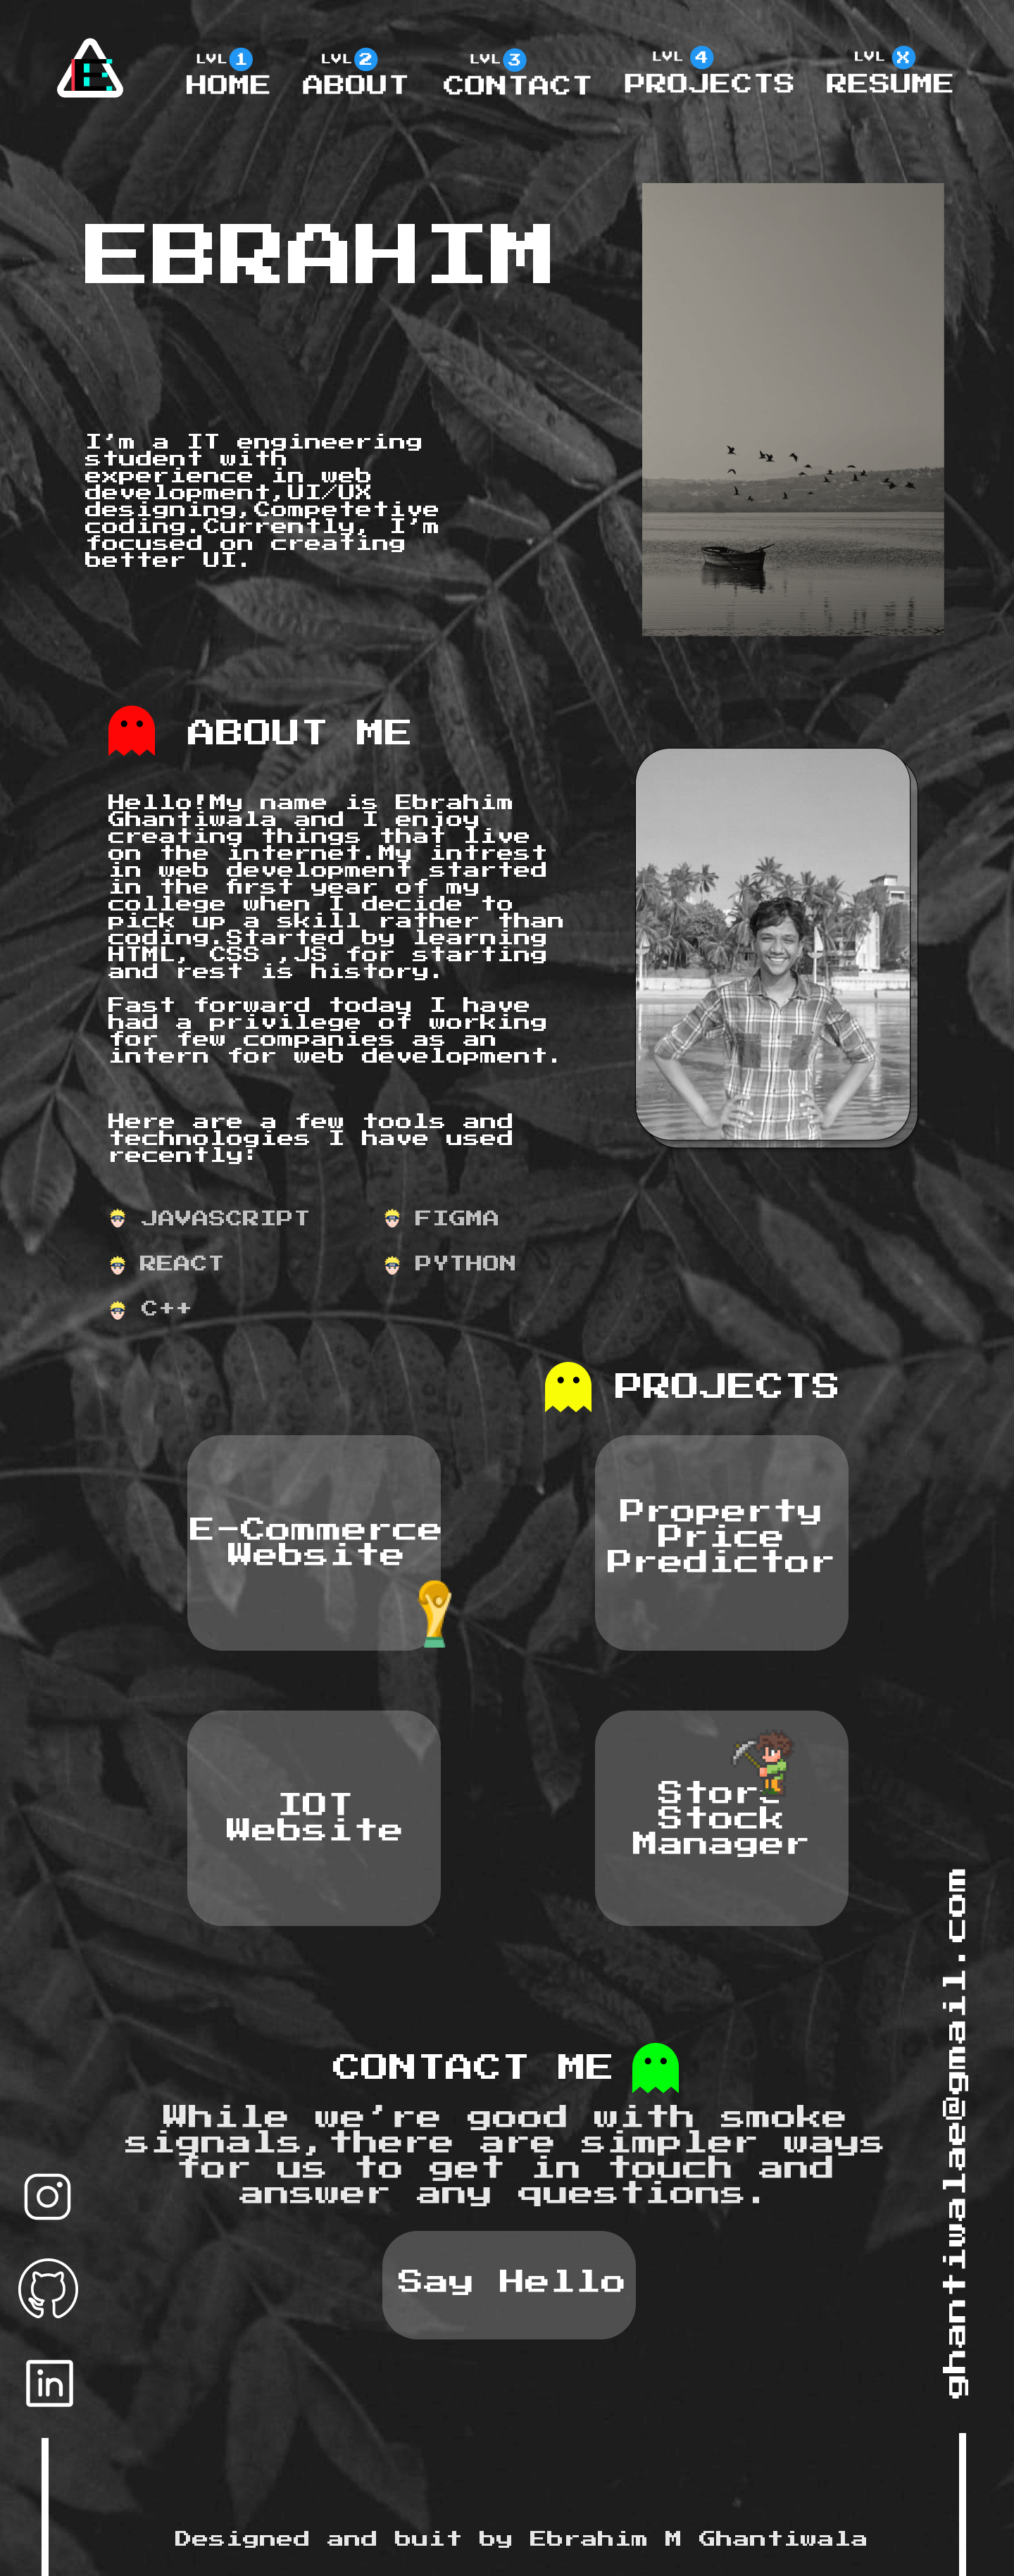 E
LVL 1
HOME
LVL 2
ABOUT
LVL 3
CONTACT
LVL 4
PROJECTS
LVL X
RESUME
EBRAHIM
I'm a IT engineering
student with
experience in web
development,UI/UX
designing,Competetive
coding.Currently, I'm
focused on creating
better UI.
ABOUT ME
Hello!My name is Ebrahim
Ghantiwala and I enjoy
creating things that live
on the internet.My intrest
in web development started
in the first year of my
college when I decide to
pick up a skill rather than
coding.Started by learning
HTML, CSS ,JS for starting
and rest is history.
Fast forward today I have
had a privilege of working
for few companies as an
intern for web development.
Here are a few tools and
technologies I have used
recently:
JAVASCRIPT
FIGMA
REACT
PYTHON
C++
PROJECTS
E-Commerce
Website
Property
Price
Predictor
IOT
Website
Store
Stock
Manager
CONTACT ME
While we're good with smoke
signals,there are simpler ways
for us to get in touch and
answer any questions.
Say Hello
in
ghantiwalae@gmail.com
Designed and buit by Ebrahim M Ghantiwala